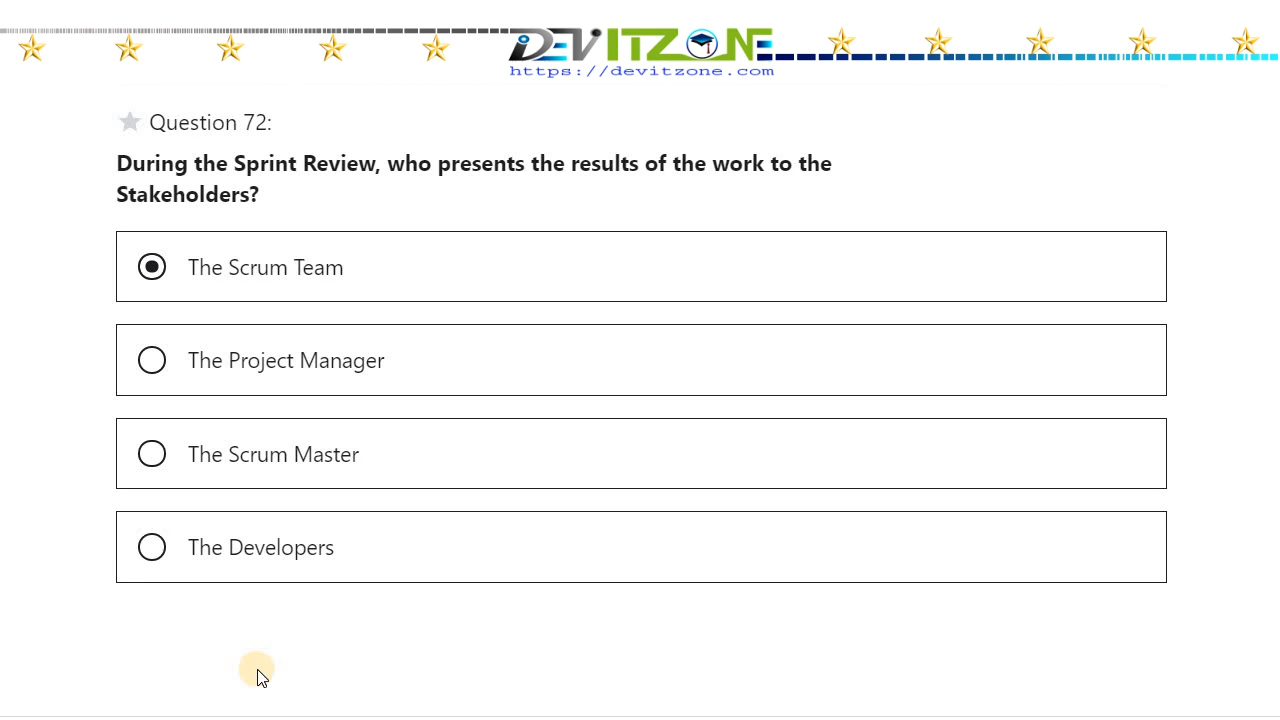 DEVITZONE
https://devitzone.com
Question 72:
During the Sprint Review, who presents the results of the work to the
Stakeholders?
The Scrum Team
The Project Manager
The Scrum Master
The Developers